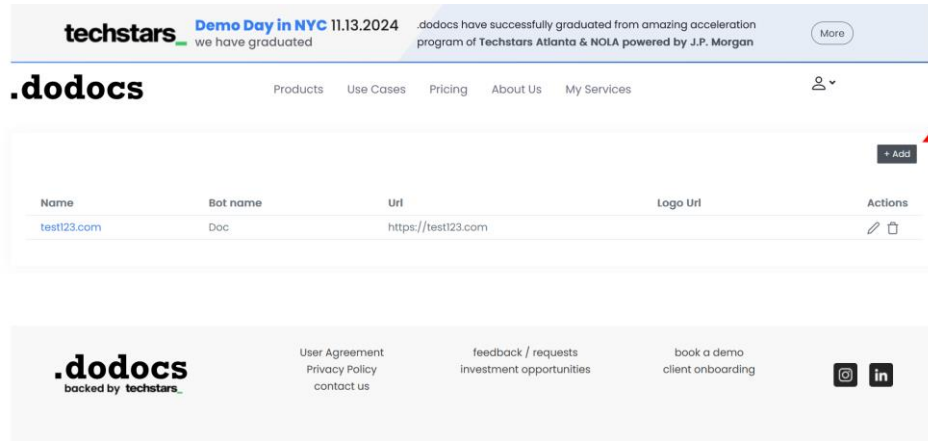 techstars_
Demo Day in NYC 11.13.2024
we have graduated
.dodocs have successfully graduated from amazing acceleration
program of Techstars Atlanta & NOLA powered by J.P. Morgan
More
.dodocs
Products Use Cases Pricing About Us My Services
+ Add
Name Bot name Url Logo Url Actions
test123.com Doc https://test123.com
.dodocs
backed by techstars_
User Agreement
Privacy Policy
contact us
feedback / requests
investment opportunities
book a demo
client onboarding
in